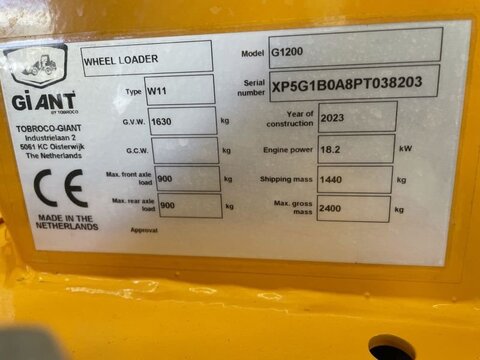 GiANT
BY TOBROCO
TOBROCO-GIANT
Industrielaan 2
5061 KC Oisterwijk
The Netherlands
CE
MADE IN THE
NETHERLANDS
WHEEL LOADER
Type W11
G.V.W. 1630 kg
G.C.W. kg
Max. front axle load 900 kg
Max. rear axle load 900 kg
Approval
Model G1200
Serial number XP5G1B0A8PT038203
Year of construction 2023
Engine power 18.2 kW
Shipping mass 1440 kg
Max. gross mass 2400 kg